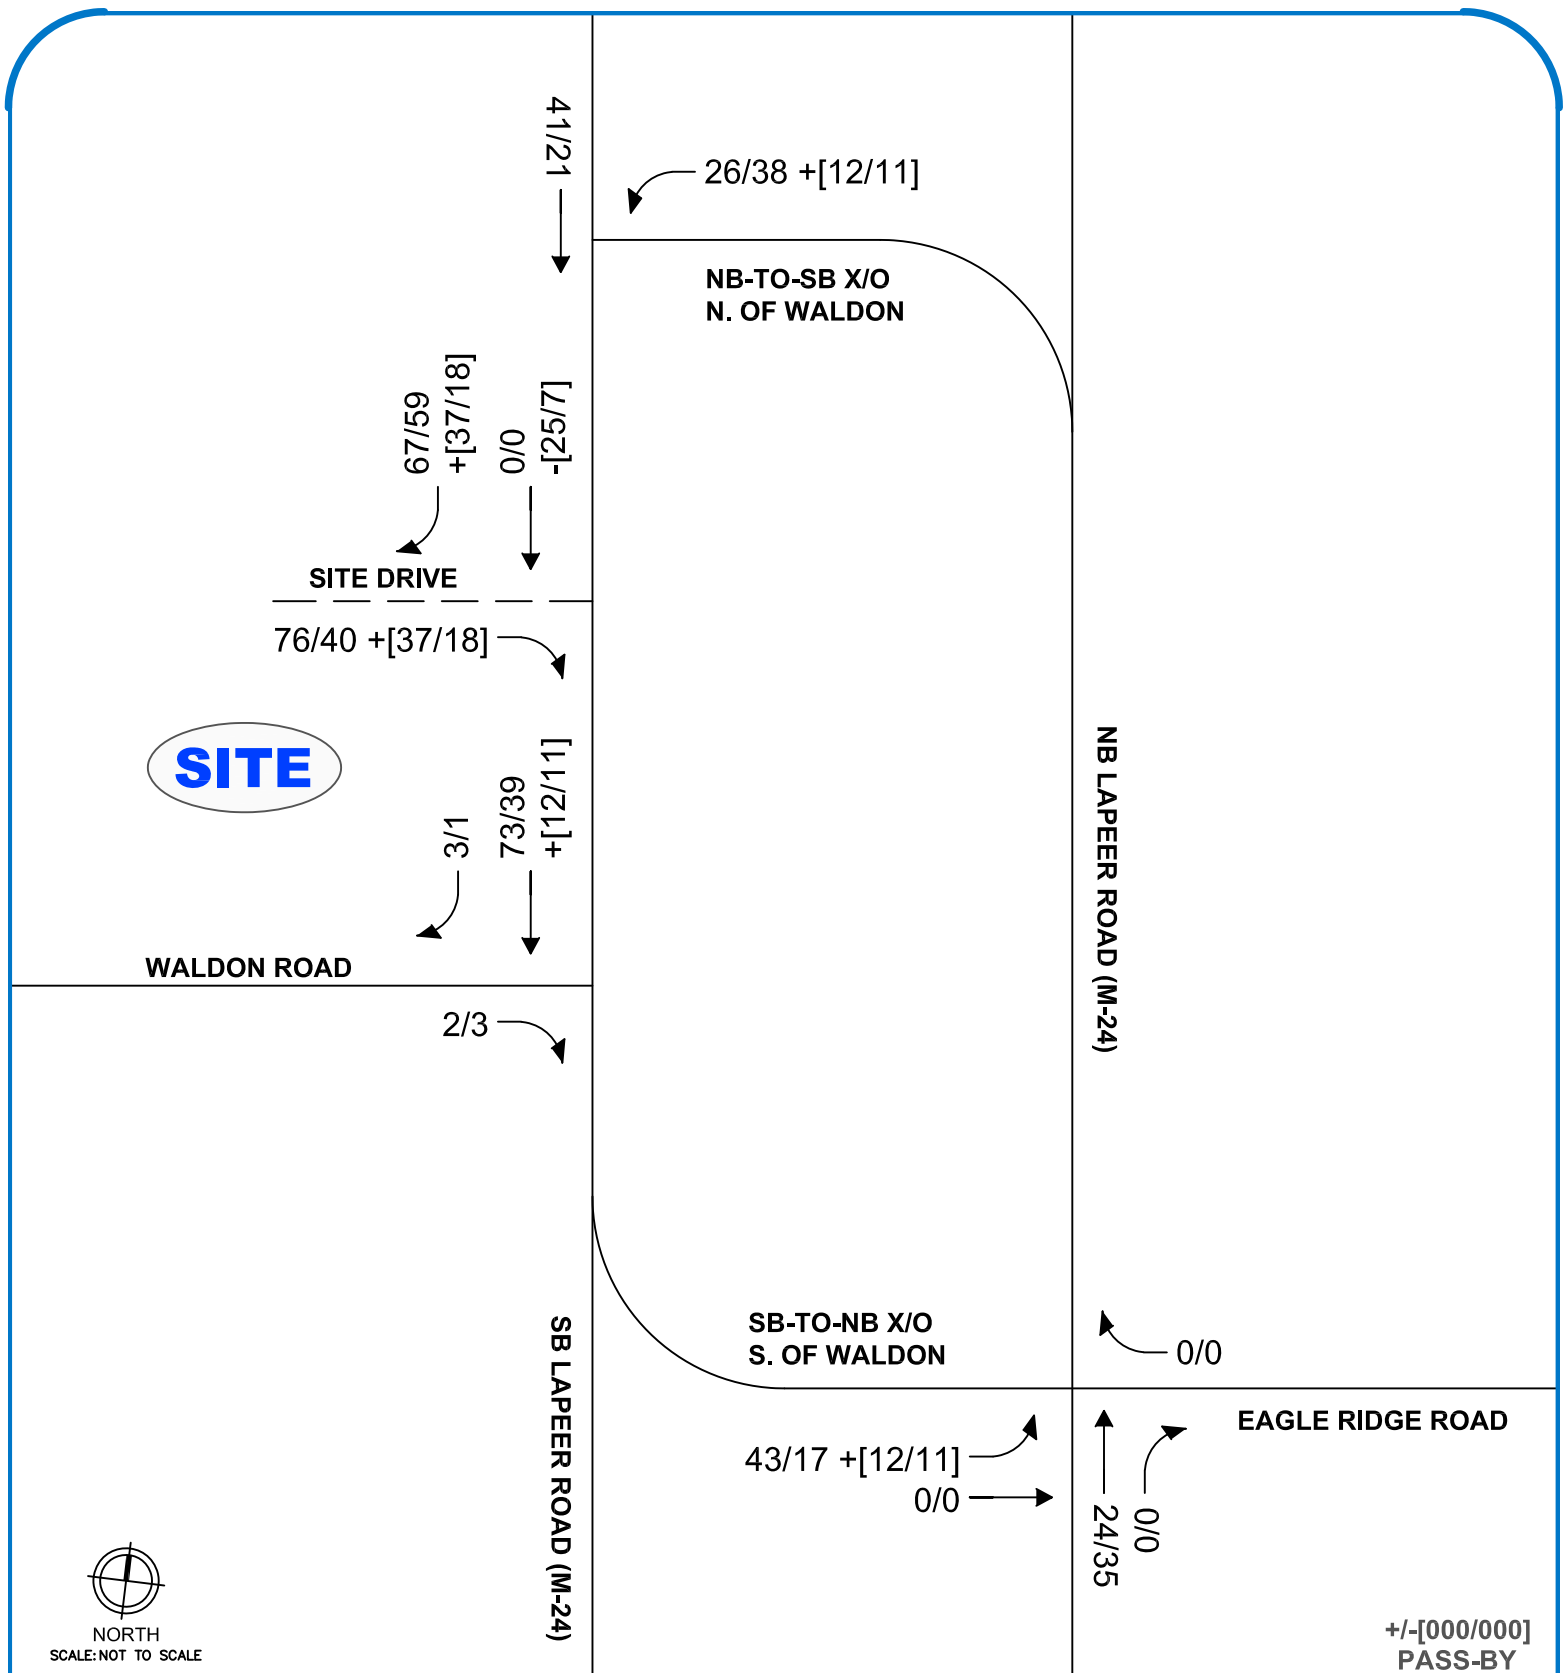 41/21
26/38 +[12/11]
NB-TO-SB X/O
N. OF WALDON
67/59
+[37/18]
0/0
-[25/7]
SITE DRIVE
76/40 +[37/18]
SITE
3/1
73/39
+[12/11]
NB LAPEER ROAD (M-24)
WALDON ROAD
2/3
SB LAPEER ROAD (M-24)
SB-TO-NB X/O
S. OF WALDON
0/0
EAGLE RIDGE ROAD
43/17 +[12/11]
0/0
24/35
0/0
NORTH
SCALE: NOT TO SCALE
+/-[000/000]
PASS-BY